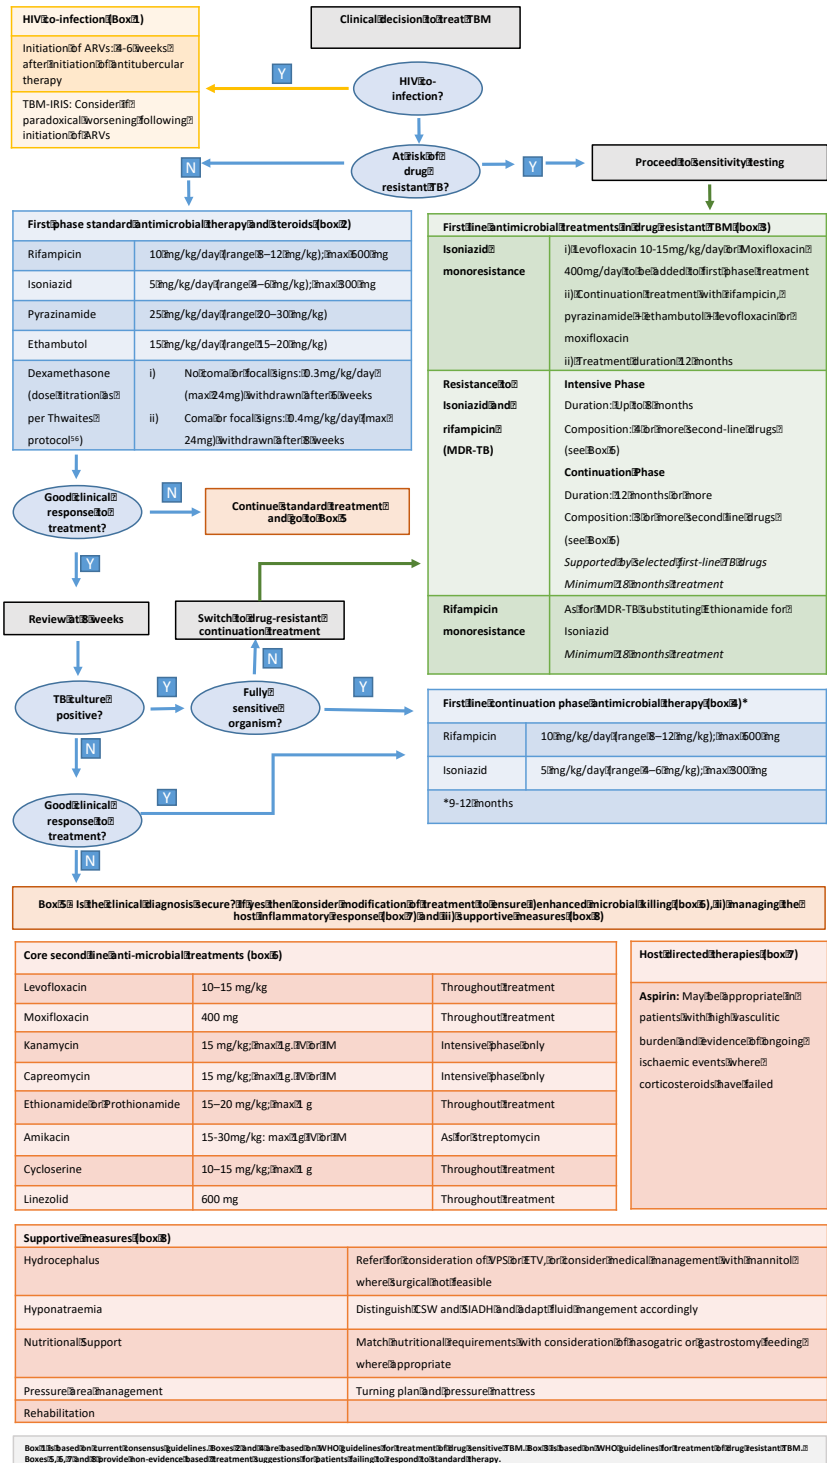 HIV co-infection (Box 1)
Initiation of ARVs: 4-6 weeks
after initiation of antitubercular
therapy
TBM-IRIS: Consider if
paradoxical worsening following
initiation of ARVs
Clinical decision to treat TBM
Y
HIV co-
infection?
N
At risk of
drug
resistant TB?
Y
Proceed to sensitivity testing
First phase standard antimicrobial therapy and steroids (box 2)
Rifampicin
10 mg/kg/day (range 8–12 mg/kg); max 600 mg
Isoniazid
5 mg/kg/day (range 4–6 mg/kg); max 300 mg
Pyrazinamide
25 mg/kg/day (range 20–30 mg/kg)
Ethambutol
15 mg/kg/day (range 15–20 mg/kg)
Dexamethasone
(dose titration as
per Thwaites
protocol56)
i) No coma or focal signs: 0.3mg/kg/day
(max 24mg) withdrawn after 6 weeks
ii) Coma or focal signs: 0.4mg/kg/day (max
24mg) withdrawn after 8 weeks
First line antimicrobial treatments in drug resistant TBM (box 3)
Isoniazid
monoresistance
i) Levofloxacin 10-15mg/kg/day or Moxifloxacin
400mg/day to be added to first phase treatment
ii) Continuation treatment with rifampicin,
pyrazinamide + ethambutol + levofloxacin or
moxifloxacin
ii) Treatment duration 12 months
Resistance to
Isoniazid and
rifampicin
(MDR-TB)
Intensive Phase
Duration: Up to 8 months
Composition: 4 or more second-line drugs
(see Box 6)
Continuation Phase
Duration: 12 months or more
Composition: 3 or more second line drugs
(see Box 6)
Supported by selected first-line TB drugs
Minimum 18 months treatment
Rifampicin
monoresistance
As for MDR-TB substituting Ethionamide for
Isoniazid
Minimum 18 months treatment
Good clinical
response to
treatment?
N
Continue standard treatment
and go to Box 5
Y
Review at 8 weeks
Switch to drug-resistant
continuation treatment
N
TB culture
positive?
Y
Fully
sensitive
organism?
Y
First line continuation phase antimicrobial therapy (box 4)*
Rifampicin
10 mg/kg/day (range 8–12 mg/kg); max 600 mg
Isoniazid
5 mg/kg/day (range 4–6 mg/kg); max 300 mg
*9-12 months
N
Good clinical
response to
treatment?
Y
N
Box 5 - Is the clinical diagnosis secure? If yes then consider modification of treatment to ensure i) enhanced microbial killing (box 6), ii) managing the
host inflammatory response (box 7) and iii) supportive measures (box 8)
Core second line anti-microbial treatments (box 6)
Levofloxacin
10–15 mg/kg
Throughout treatment
Moxifloxacin
400 mg
Throughout treatment
Kanamycin
15 mg/kg; max 1g. IV or IM
Intensive phase only
Capreomycin
15 mg/kg; max 1g. IV or IM
Intensive phase only
Ethionamide or Prothionamide
15–20 mg/kg; max 1 g
Throughout treatment
Amikacin
15-30mg/kg: max 1g IV or IM
As for streptomycin
Cycloserine
10–15 mg/kg; max 1 g
Throughout treatment
Linezolid
600 mg
Throughout treatment
Host directed therapies (box 7)
Aspirin: May be appropriate in
patients with high vasculitic
burden and evidence of ongoing
ischaemic events where
corticosteroids have failed
Supportive measures (box 8)
Hydrocephalus
Refer for consideration of VPS or ETV, or consider medical management with mannitol
where surgical not feasible
Hyponatraemia
Distinguish CSW and SIADH and adapt fluid mangement accordingly
Nutritional Support
Match nutritional requirements with consideration of nasogatric or gastrostomy feeding
where appropriate
Pressure area management
Turning plan and pressure mattress
Rehabilitation
Box 1 is based on current consensus guidelines. Boxes 2 and 4 are based on WHO guidelines for treatment of drug sensitive TBM. Box 3 is based on WHO guidelines for treatment of drug resistant TBM.
Boxes 5, 6, 7 and 8 provide non-evidence based treatment suggestions for patients failing to respond to standard therapy.